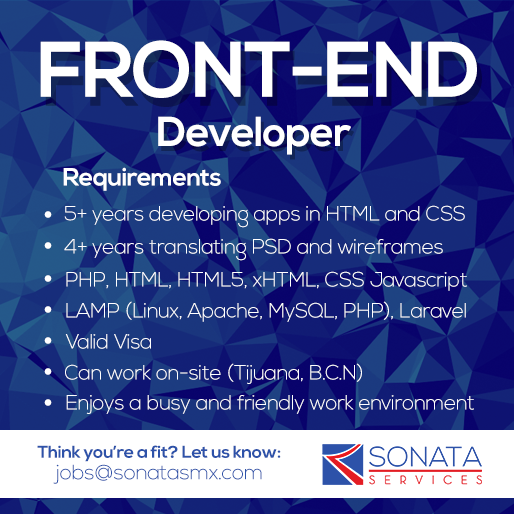 FRONT-END
Developer
Requirements
• 5+ years developing apps in HTML and CSS
• 4+ years translating PSD and wireframes
• PHP, HTML, HTML5, xHTML, CSS Javascript
• LAMP (Linux, Apache, MySQL, PHP), Laravel
• Valid Visa
• Can work on-site (Tijuana, B.C.N)
• Enjoys a busy and friendly work environment
Think you're a fit? Let us know:
jobs@sonatasmx.com
SONATA
SERVICES